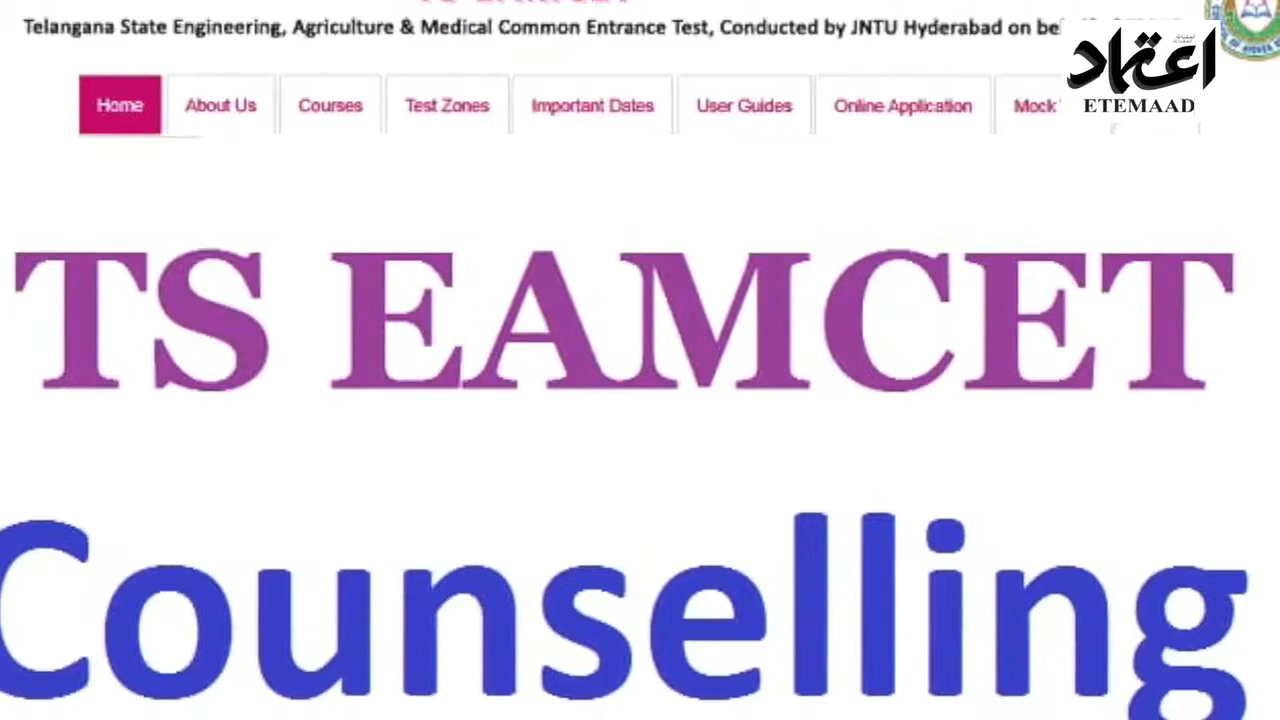 Telangana State Engineering, Agriculture & Medical Common Entrance Test, Conducted by JNTU Hyderabad on
اعتماد
ETEMAAD
Home About Us Courses Test Zones Important Dates User Guides Online Application Mock
TS EAMCET
Counselling